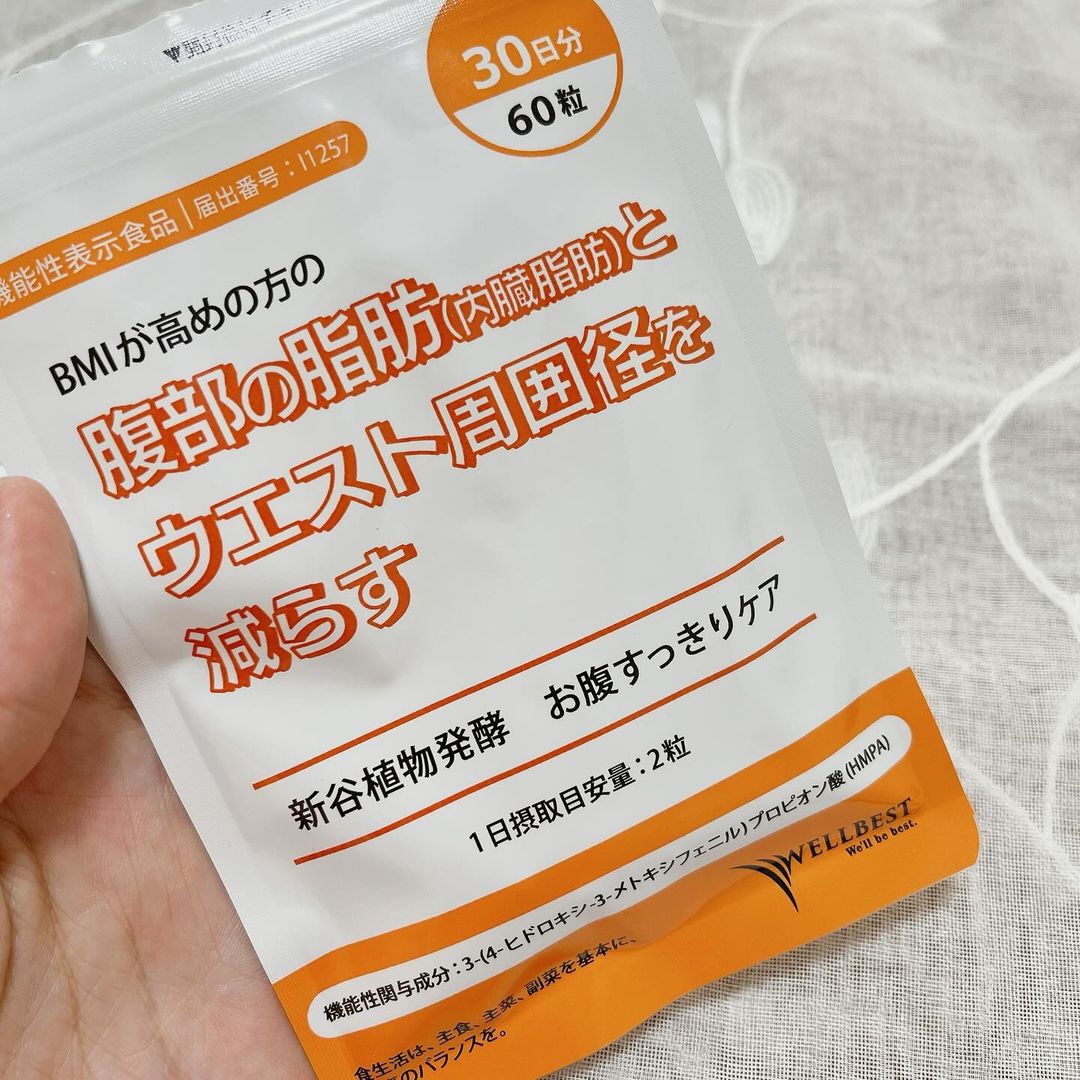 30日分
60粒
機能性表示食品|届出番号:I1257
BMIが高めの方の
腹部の脂肪(内臓脂肪)と
ウエスト周囲径を
減らす
新谷植物発酵 お腹すっきりケア
1日摂取目安量:2粒
機能性関与成分:3-(4-ヒドロキシ-3-メトキシフェニル)プロピオン酸(HMPA)
WELLBEST
We'll be best.
食生活は、主食、主菜、副菜を基本に、
のバランスを。